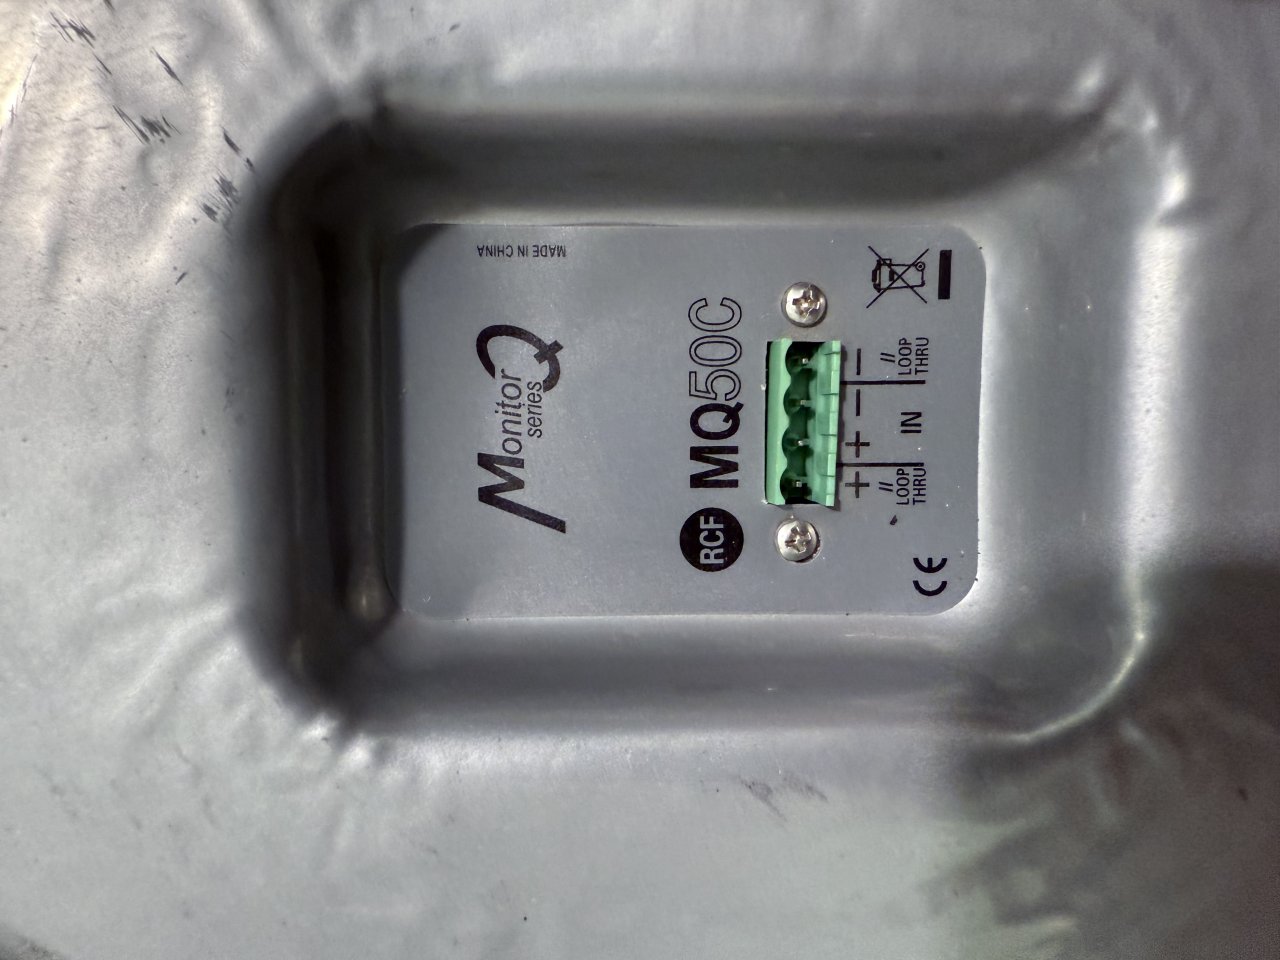 MADE IN CHINA
Monitor Q
series
RCF MQ50C
+ + − −
// LOOP THRU
IN
// LOOP THRU
CE